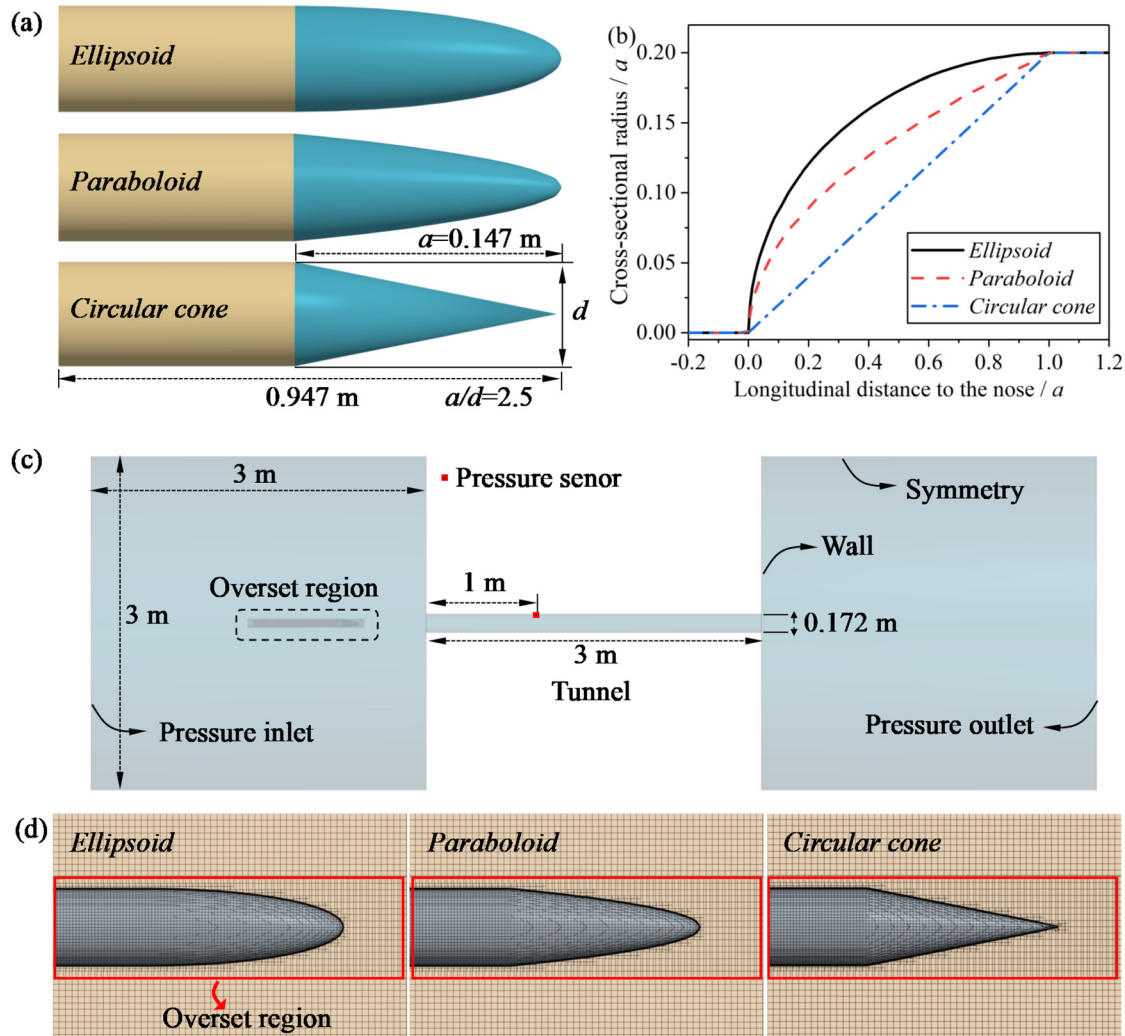 (a)
Ellipsoid
Paraboloid
a=0.147 m
Circular cone
d
0.947 m
a/d=2.5
(b)
Cross-sectional radius / a
0.20
0.15
0.10
0.05
0.00
Ellipsoid
Paraboloid
Circular cone
-0.2 0.0 0.2 0.4 0.6 0.8 1.0 1.2
Longitudinal distance to the nose / a
(c)
3 m
Pressure senor
Symmetry
Wall
1 m
Overset region
3 m
0.172 m
3 m
Tunnel
Pressure inlet
Pressure outlet
(d)
Ellipsoid
Paraboloid
Circular cone
Overset region